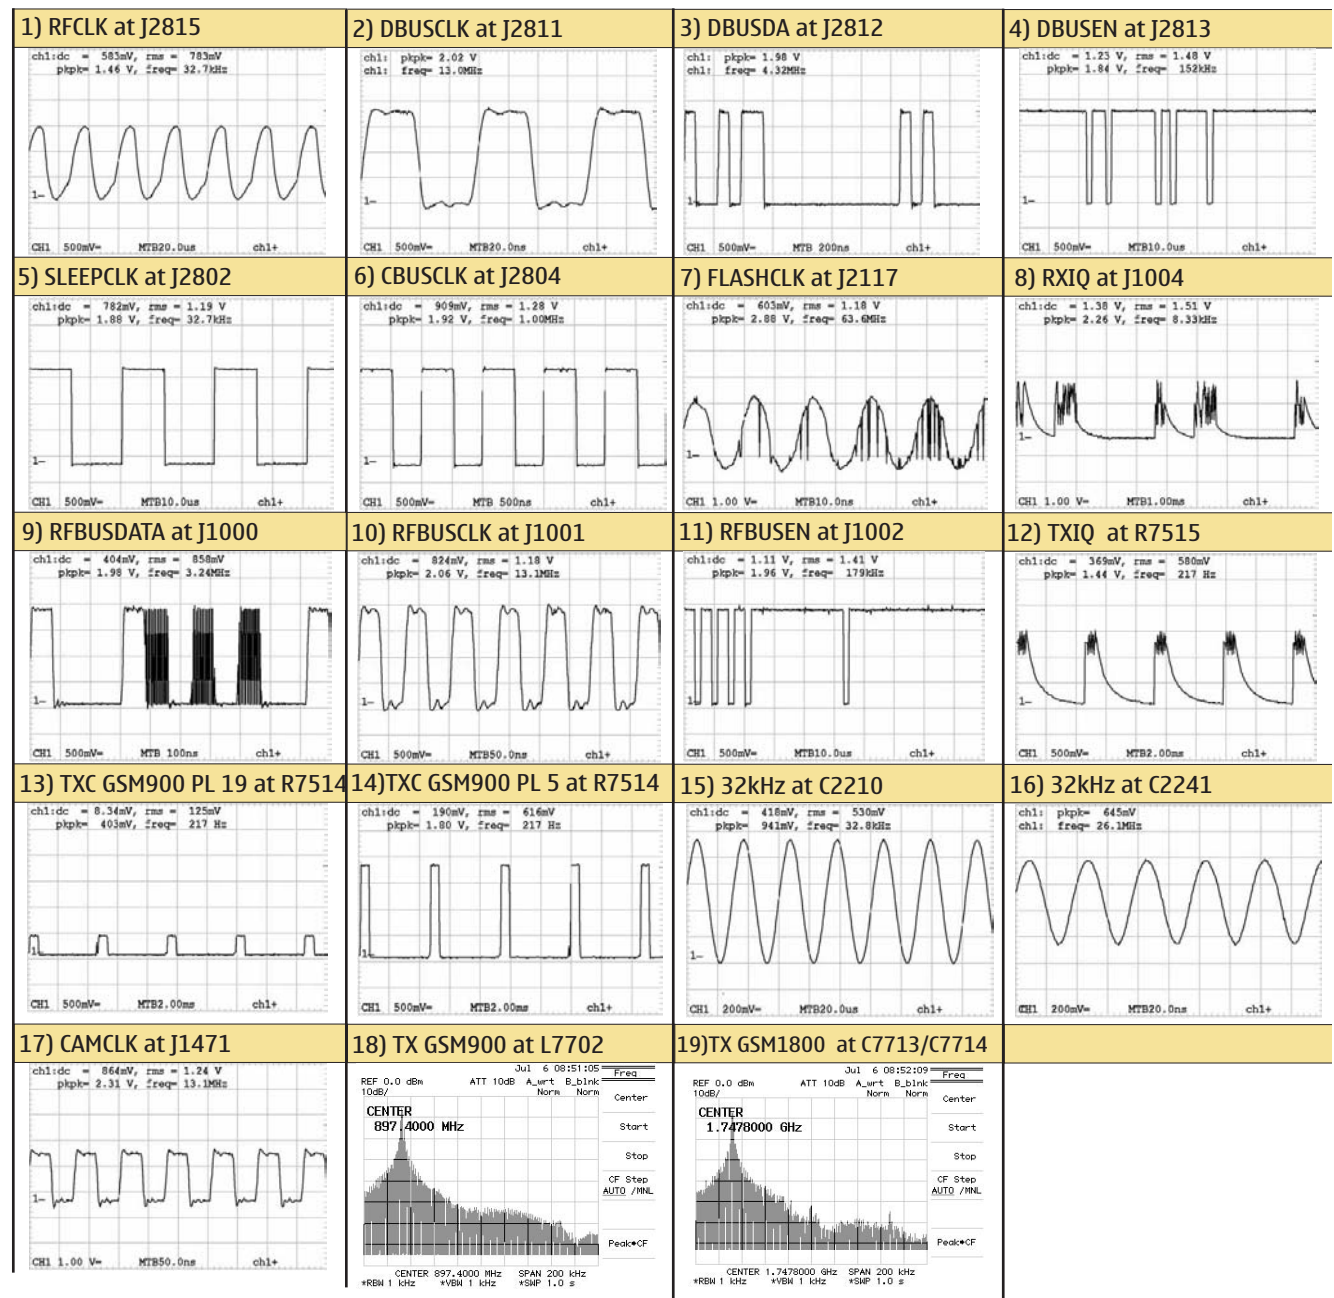 1) RFCLK at J2815
ch1:dc = 583mV, rms = 783mV
pkpk= 1.46 V, freq= 32.7kHz
1-
CH1 500mV= MTB20.0us ch1+
2) DBUSCLK at J2811
ch1: pkpk= 2.02 V
ch1: freq= 13.0MHz
1-
CH1 500mV= MTB20.0ns ch1+
3) DBUSDA at J2812
ch1: pkpk= 1.98 V
ch1: freq= 4.32MHz
1
CH1 500mV= MTB 200ns ch1+
4) DBUSEN at J2813
ch1:dc = 1.23 V, rms = 1.48 V
pkpk= 1.84 V, freq= 152kHz
1-
CH1 500mV= MTB10.0us ch1+
5) SLEEPCLK at J2802
ch1:dc = 782mV, rms = 1.19 V
pkpk= 1.88 V, freq= 32.7kHz
1-
CH1 500mV= MTB10.0us ch1+
6) CBUSCLK at J2804
ch1:dc = 909mV, rms = 1.28 V
pkpk= 1.92 V, freq= 1.00MHz
1-
CH1 500mV= MTB 500ns ch1+
7) FLASHCLK at J2117
ch1:dc = 603mV, rms = 1.18 V
pkpk= 2.88 V, freq= 63.6MHz
1-
CH1 1.00 V= MTB10.0ns ch1+
8) RXIQ at J1004
ch1:dc = 1.38 V, rms = 1.51 V
pkpk= 2.26 V, freq= 8.33kHz
1-
CH1 1.00 V= MTB1.00ms ch1+
9) RFBUSDATA at J1000
ch1:dc = 404mV, rms = 858mV
pkpk= 1.98 V, freq= 3.24MHz
1-
CH1 500mV= MTB 100ns ch1+
10) RFBUSCLK at J1001
ch1:dc = 824mV, rms = 1.18 V
pkpk= 2.06 V, freq= 13.1MHz
1-
CH1 500mV= MTB50.0ns ch1+
11) RFBUSEN at J1002
ch1:dc = 1.11 V, rms = 1.41 V
pkpk= 1.96 V, freq= 179kHz
1
CH1 500mV= MTB10.0us ch1+
12) TXIQ at R7515
ch1:dc = 369mV, rms = 580mV
pkpk= 1.44 V, freq= 217 Hz
1-
CH1 500mV= MTB2.00ms ch1+
13) TXC GSM900 PL 19 at R7514
ch1:dc = 8.34mV, rms = 125mV
pkpk= 403mV, freq= 217 Hz
1
CH1 500mV= MTB2.00ms ch1+
14)TXC GSM900 PL 5 at R7514
ch1:dc = 190mV, rms = 616mV
pkpk= 1.80 V, freq= 217 Hz
1-
CH1 500mV= MTB2.00ms ch1+
15) 32kHz at C2210
ch1:dc = 418mV, rms = 530mV
pkpk= 941mV, freq= 32.8kHz
1-
CH1 200mV= MTB20.0us ch1+
16) 32kHz at C2241
ch1: pkpk= 645mV
ch1: freq= 26.1MHz
CH1 200mV= MTB20.0ns ch1+
17) CAMCLK at J1471
ch1:dc = 864mV, rms = 1.24 V
pkpk= 2.31 V, freq= 13.1MHz
1-
CH1 1.00 V= MTB50.0ns ch1+
18) TX GSM900 at L7702
Jul 6 08:51:05
Freq
REF 0.0 dBm ATT 10dB A_wrt B_blnk
10dB/ Norm Norm
Center
CENTER
897.4000 MHz
Start
Stop
CF Step
AUTO /MNL
Peak→CF
CENTER 897.4000 MHz SPAN 200 kHz
*RBW 1 kHz *VBW 1 kHz *SWP 1.0 s
19)TX GSM1800 at C7713/C7714
Jul 6 08:52:09
Freq
REF 0.0 dBm ATT 10dB A_wrt B_blnk
10dB/ Norm Norm
Center
CENTER
1.7478000 GHz
Start
Stop
CF Step
AUTO /MNL
Peak→CF
CENTER 1.7478000 GHz SPAN 200 kHz
*RBW 1 kHz *VBW 1 kHz *SWP 1.0 s